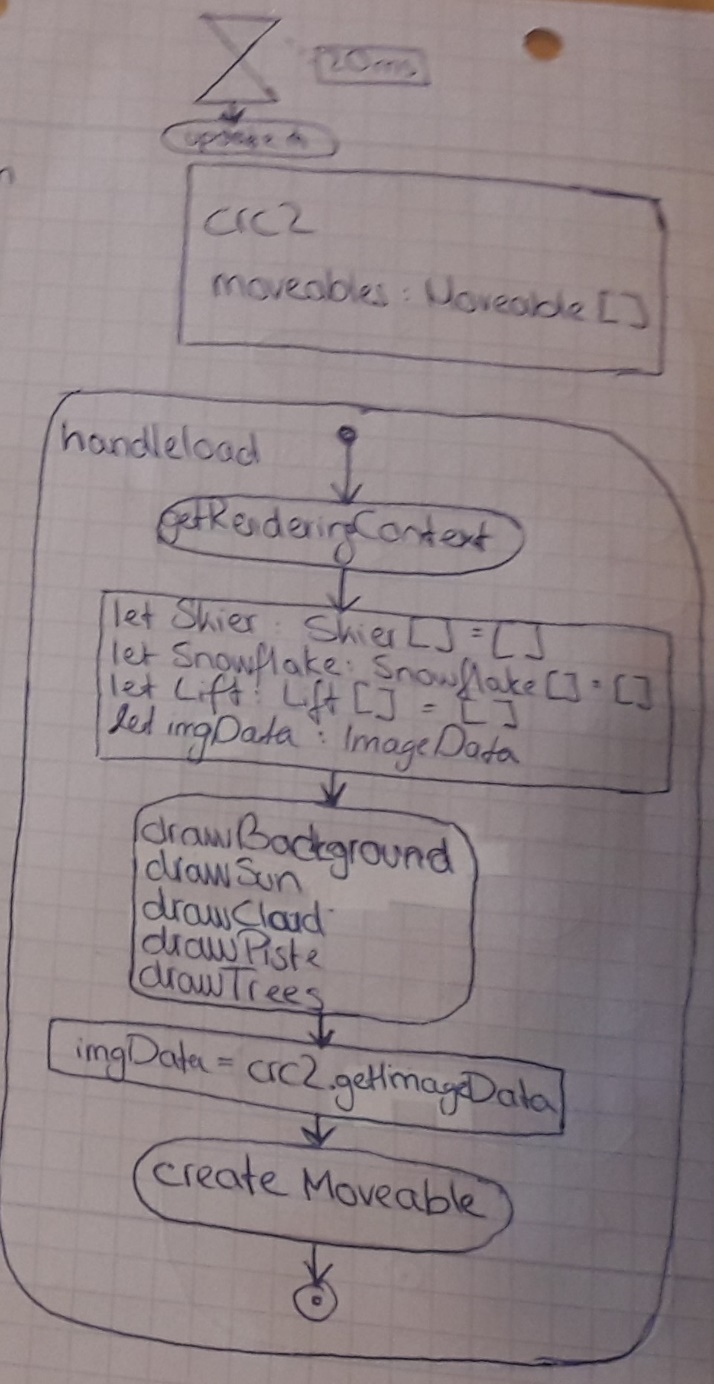 20ms
update
crc2
moveables : Moveable []
handleload
getRenderingContext
let Skier : Skier [] = []
let Snowflake : Snowflake [] = []
let Lift : Lift [] = []
let imgData : ImageData
drawBackground
drawSun
drawCloud
drawPiste
drawTrees
imgData = crc2.getImageData
create Moveable